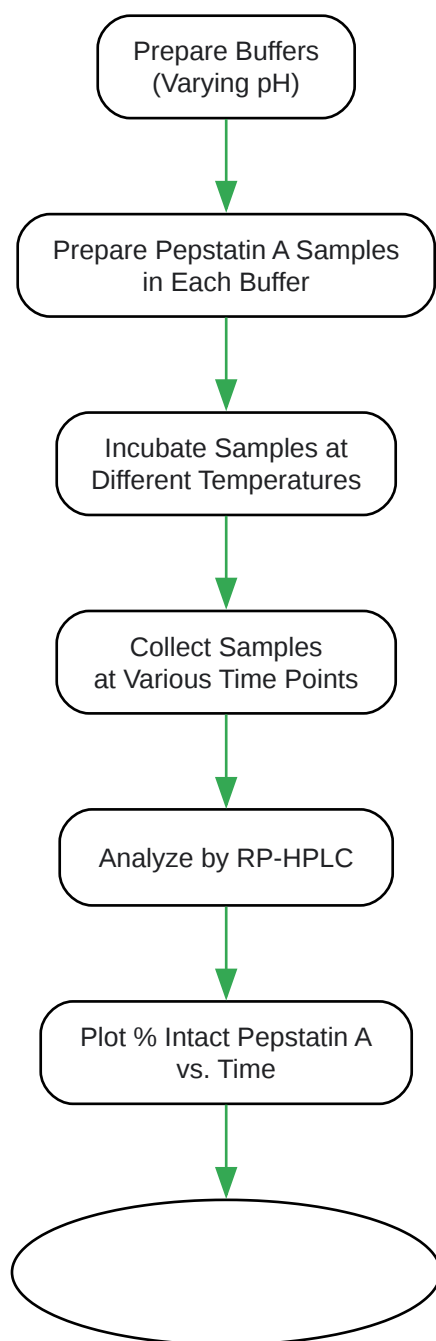 Prepare Buffers
(Varying pH)
Prepare Pepstatin A Samples
in Each Buffer
Incubate Samples at
Different Temperatures
Collect Samples
at Various Time Points
Analyze by RP-HPLC
Plot % Intact Pepstatin A
vs. Time